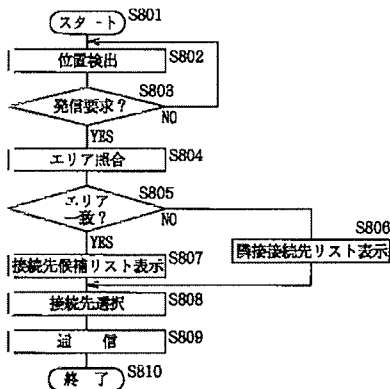 スタート S801
位置検出 S802
S803
発信要求?
NO
YES
エリア照合 S804
S805
エリア
一致?
NO
YES
S806
隣接接続先リスト表示
S807
接続先候補リスト表示
接続先選択 S808
通信 S809
終了 S810